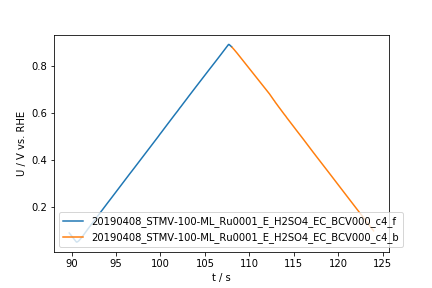 U / V vs. RHE
0.8
0.6
0.4
0.2
20190408_STMV-100-ML_Ru0001_E_H2SO4_EC_BCV000_c4_f
20190408_STMV-100-ML_Ru0001_E_H2SO4_EC_BCV000_c4_b
90 95 100 105 110 115 120 125
t / s